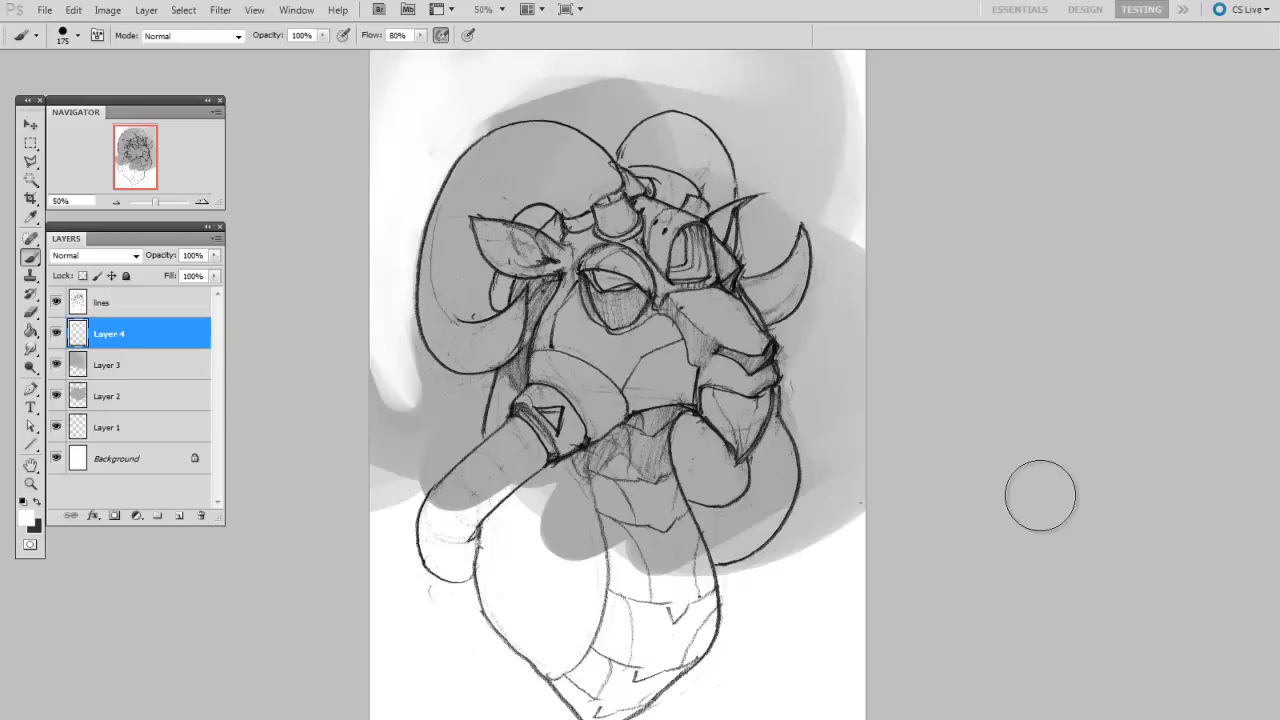 Ps File Edit Image Layer Select Filter View Window Help Br Mb 50% ESSENTIALS DESIGN TESTING CS Live
175 Mode: Normal Opacity: 100% Flow: 80%
NAVIGATOR
50%
LAYERS
Normal Opacity: 100%
Lock: Fill: 100%
lines
Layer 4
Layer 3
Layer 2
Layer 1
Background